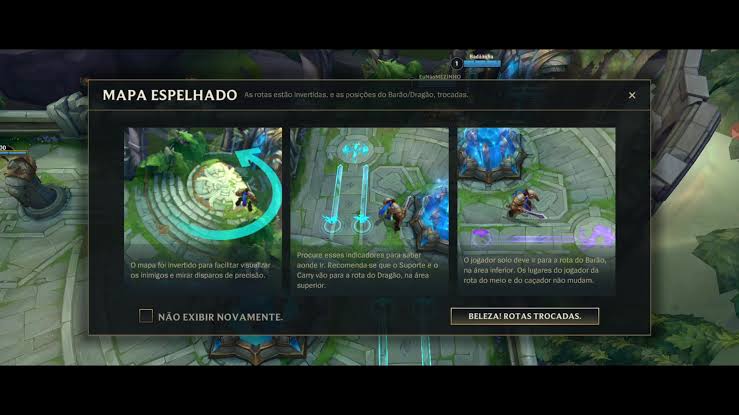 1
Hadäasha
EuNãoMEZINHO
MAPA ESPELHADO
As rotas estão invertidas, e as posições do Barão/Dragão, trocadas.
O mapa foi invertido para facilitar visualizar
os inimigos e mirar disparos de precisão.
Procure esses indicadores para saber
aonde ir. Recomenda-se que o Suporte e o
Carry vão para a rota do Dragão, na área
superior.
O jogador solo deve ir para a rota do Barão,
na área inferior. Os lugares do jogador da
rota do meio e do caçador não mudam.
NÃO EXIBIR NOVAMENTE.
BELEZA! ROTAS TROCADAS.